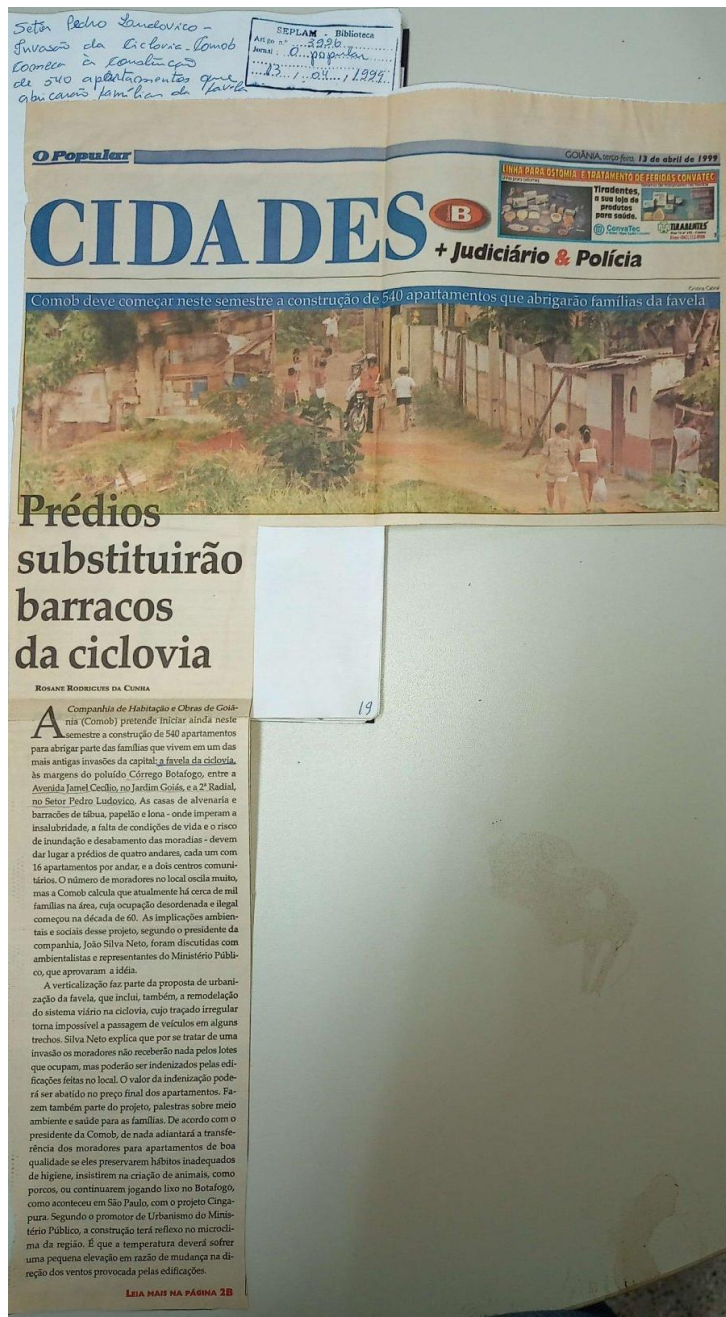 Setor Pedro Ludovico -
Invasão da Ciclovia - Comob
Começa à construção
de 540 apartamentos que
abrigarão famílias da favela
SEPLAM - Biblioteca
Artigo nº 3996
Jornal: O popular
13 / 04 / 1999
O Popular
GOIÂNIA, terça-feira, 13 de abril de 1999
CIDADES B
+ Judiciário & Polícia
LINHA PARA OSTOMIA E TRATAMENTO DE FERIDAS CONVATEC
Tiradentes,
a sua loja de
produtos
para saúde.
ConvaTec
TIRADENTES
Cristina Cabral
Comob deve começar neste semestre a construção de 540 apartamentos que abrigarão famílias da favela
Prédios
substituirão
barracos
da ciclovia
ROSANE RODRIGUES DA CUNHA
A Companhia de Habitação e Obras de Goiâ-
nia (Comob) pretende iniciar ainda neste
semestre a construção de 540 apartamentos
para abrigar parte das famílias que vivem em um das
mais antigas invasões da capital: a favela da ciclovia,
às margens do poluído Córrego Botafogo, entre a
Avenida Jamel Cecílio, no Jardim Goiás, e a 2ª Radial,
no Setor Pedro Ludovico. As casas de alvenaria e
barracões de tábua, papelão e lona - onde imperam a
insalubridade, a falta de condições de vida e o risco
de inundação e desabamento das moradias - devem
dar lugar a prédios de quatro andares, cada um com
16 apartamentos por andar, e a dois centros comuni-
tários. O número de moradores no local oscila muito,
mas a Comob calcula que atualmente há cerca de mil
famílias na área, cuja ocupação desordenada e ilegal
começou na década de 60. As implicações ambien-
tais e sociais desse projeto, segundo o presidente da
companhia, João Silva Neto, foram discutidas com
ambientalistas e representantes do Ministério Públi-
co, que aprovaram a idéia.
A verticalização faz parte da proposta de urbani-
zação da favela, que inclui, também, a remodelação
do sistema viário na ciclovia, cujo traçado irregular
torna impossível a passagem de veículos em alguns
trechos. Silva Neto explica que por se tratar de uma
invasão os moradores não receberão nada pelos lotes
que ocupam, mas poderão ser indenizados pelas edi-
ficações feitas no local. O valor da indenização pode-
rá ser abatido no preço final dos apartamentos. Fa-
zem também parte do projeto, palestras sobre meio
ambiente e saúde para as famílias. De acordo com o
presidente da Comob, de nada adiantará a transfe-
rência dos moradores para apartamentos de boa
qualidade se eles preservarem hábitos inadequados
de higiene, insistirem na criação de animais, como
porcos, ou continuarem jogando lixo no Botafogo,
como aconteceu em São Paulo, com o projeto Cinga-
pura. Segundo o promotor de Urbanismo do Minis-
tério Público, a construção terá reflexo no microcli-
ma da região. É que a temperatura deverá sofrer
uma pequena elevação em razão de mudança na di-
reção dos ventos provocada pelas edificações.
LEIA MAIS NA PÁGINA 2B
19